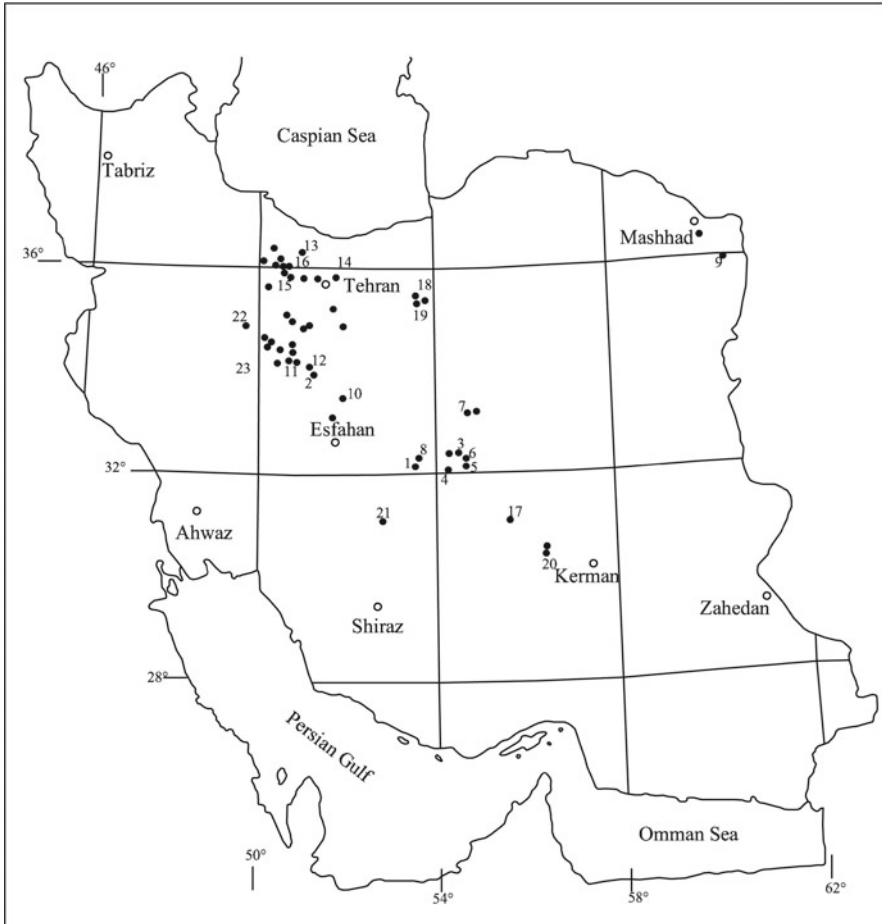 46°
Caspian Sea
Tabriz
Mashhad
13
36°
16
14
9
15
Tehran
18
19
22
12
23
11
2
10
7
Esfahan
8
3
6
1
5
32°
4
21
17
Ahwaz
20
Kerman
Zahedan
Shiraz
28°
Persian Gulf
Omman Sea
50°
54°
58°
62°